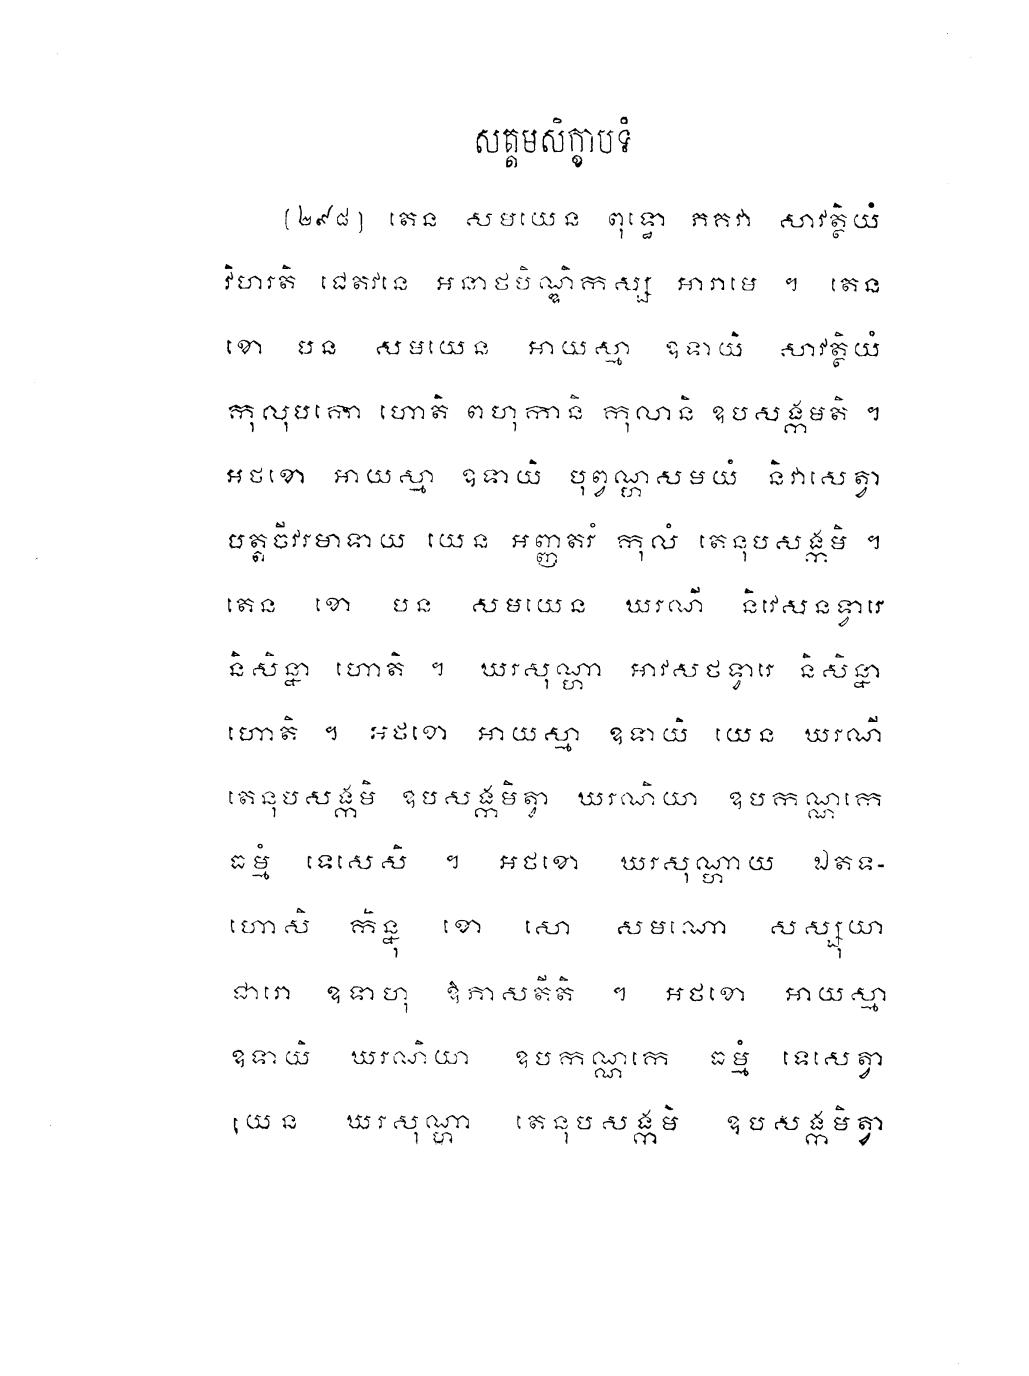 សត្តមសិក្ខាបទំ
(២៩៨) តេន សមយេន ពុទ្ធោ ភគវា សាវត្ថិយំ
វិហរតិ ជេតវនេ អនាថបិណ្ឌិកស្ស អារាមេ ។ តេន
ខោ បន សមយេន អាយស្មា ឧទាយិ សាវត្ថិយំ
កុលុបកោ ហោតិ ពហុកានិ កុលានិ ឧបសង្កមតិ ។
អថខោ អាយស្មា ឧទាយិ បុព្វណ្ហសមយំ និវាសេត្វា
បត្តចីវរមាទាយ យេន អញ្ញតរំ កុលំ តេនុបសង្កមិ ។
តេន ខោ បន សមយេន ឃរណី និវេសនទ្វារេ
និសិន្នា ហោតិ ។ ឃរសុណ្ហា អាវសថទ្វារេ និសិន្នា
ហោតិ ។ អថខោ អាយស្មា ឧទាយិ យេន ឃរណី
តេនុបសង្កមិ ឧបសង្កមិត្វា ឃរណិយា ឧបកណ្ណកេ
ធម្មំ ទេសេសិ ។ អថខោ ឃរសុណ្ហាយ ឯតទ-
ហោសិ កិន្នុ ខោ សោ សមណោ សស្សុយា
ជារោ ឧទាហុ ឱភាសតីតិ ។ អថខោ អាយស្មា
ឧទាយិ ឃរណិយា ឧបកណ្ណកេ ធម្មំ ទេសេត្វា
យេន ឃរសុណ្ហា តេនុបសង្កមិ ឧបសង្កមិត្វា